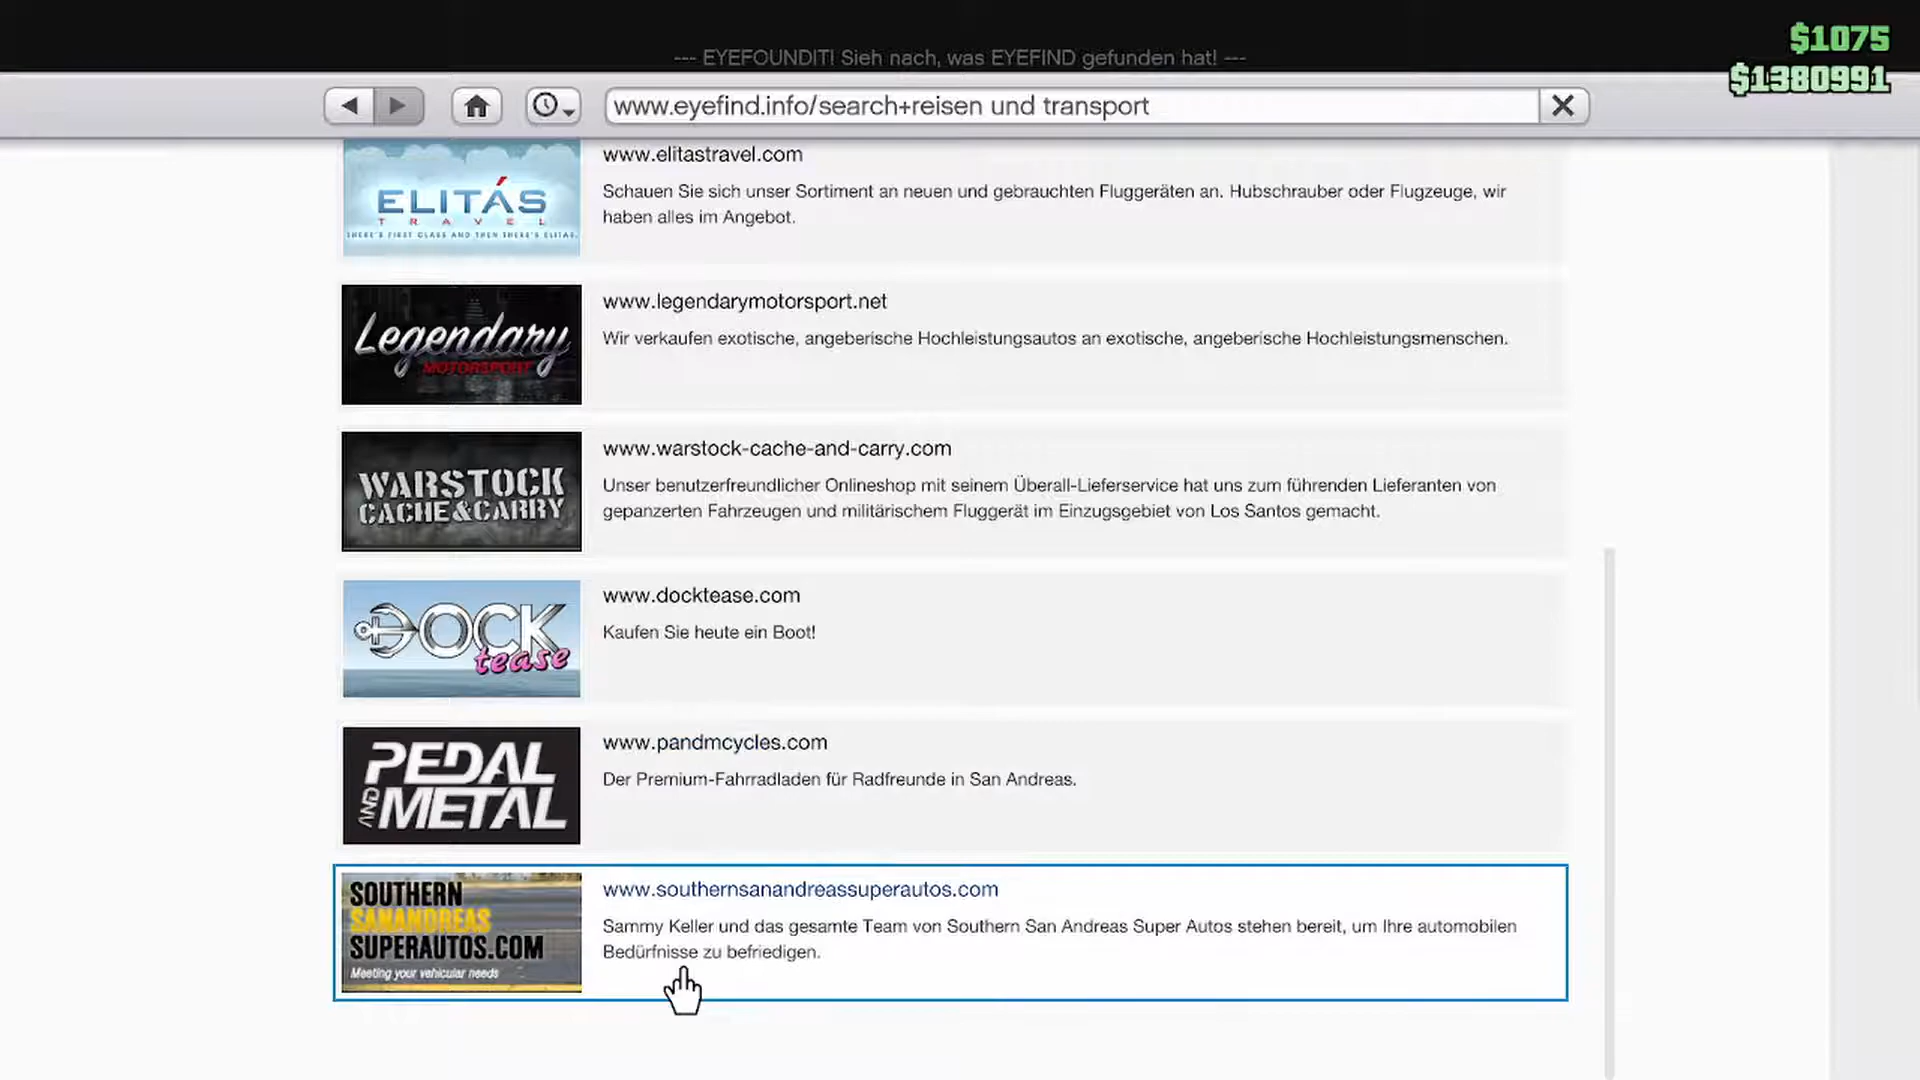 $1075
--- EYEFOUNDIT! Sieh nach, was EYEFIND gefunden hat! ---
$1380991
www.eyefind.info/search+reisen und transport
ELITÁS
TRAVEL
THERE'S FIRST CLASS AND THEN THERE'S ELITAS.
www.elitastravel.com
Schauen Sie sich unser Sortiment an neuen und gebrauchten Fluggeräten an. Hubschrauber oder Flugzeuge, wir
haben alles im Angebot.
Legendary
MOTORSPORT
www.legendarymotorsport.net
Wir verkaufen exotische, angeberische Hochleistungsautos an exotische, angeberische Hochleistungsmenschen.
WARSTOCK
CACHE&CARRY
www.warstock-cache-and-carry.com
Unser benutzerfreundlicher Onlineshop mit seinem Überall-Lieferservice hat uns zum führenden Lieferanten von
gepanzerten Fahrzeugen und militärischem Fluggerät im Einzugsgebiet von Los Santos gemacht.
DOCK
tease
www.docktease.com
Kaufen Sie heute ein Boot!
PEDAL
AND METAL
www.pandmcycles.com
Der Premium-Fahrradladen für Radfreunde in San Andreas.
SOUTHERN
SANANDREAS
SUPERAUTOS.COM
Meeting your vehicular needs
www.southernsanandreassuperautos.com
Sammy Keller und das gesamte Team von Southern San Andreas Super Autos stehen bereit, um Ihre automobilen
Bedürfnisse zu befriedigen.